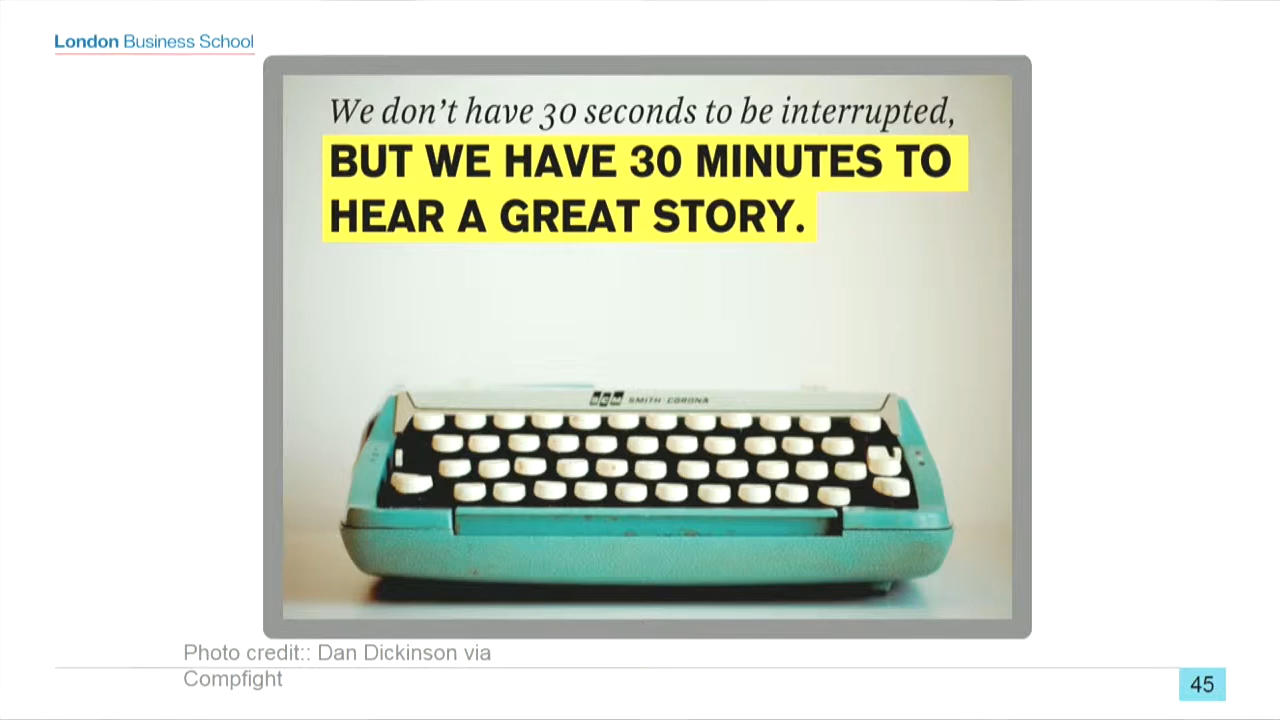 London Business School
We don't have 30 seconds to be interrupted,
BUT WE HAVE 30 MINUTES TO
HEAR A GREAT STORY.
SCM SMITH-CORONA
Photo credit:: Dan Dickinson via
Compfight
45